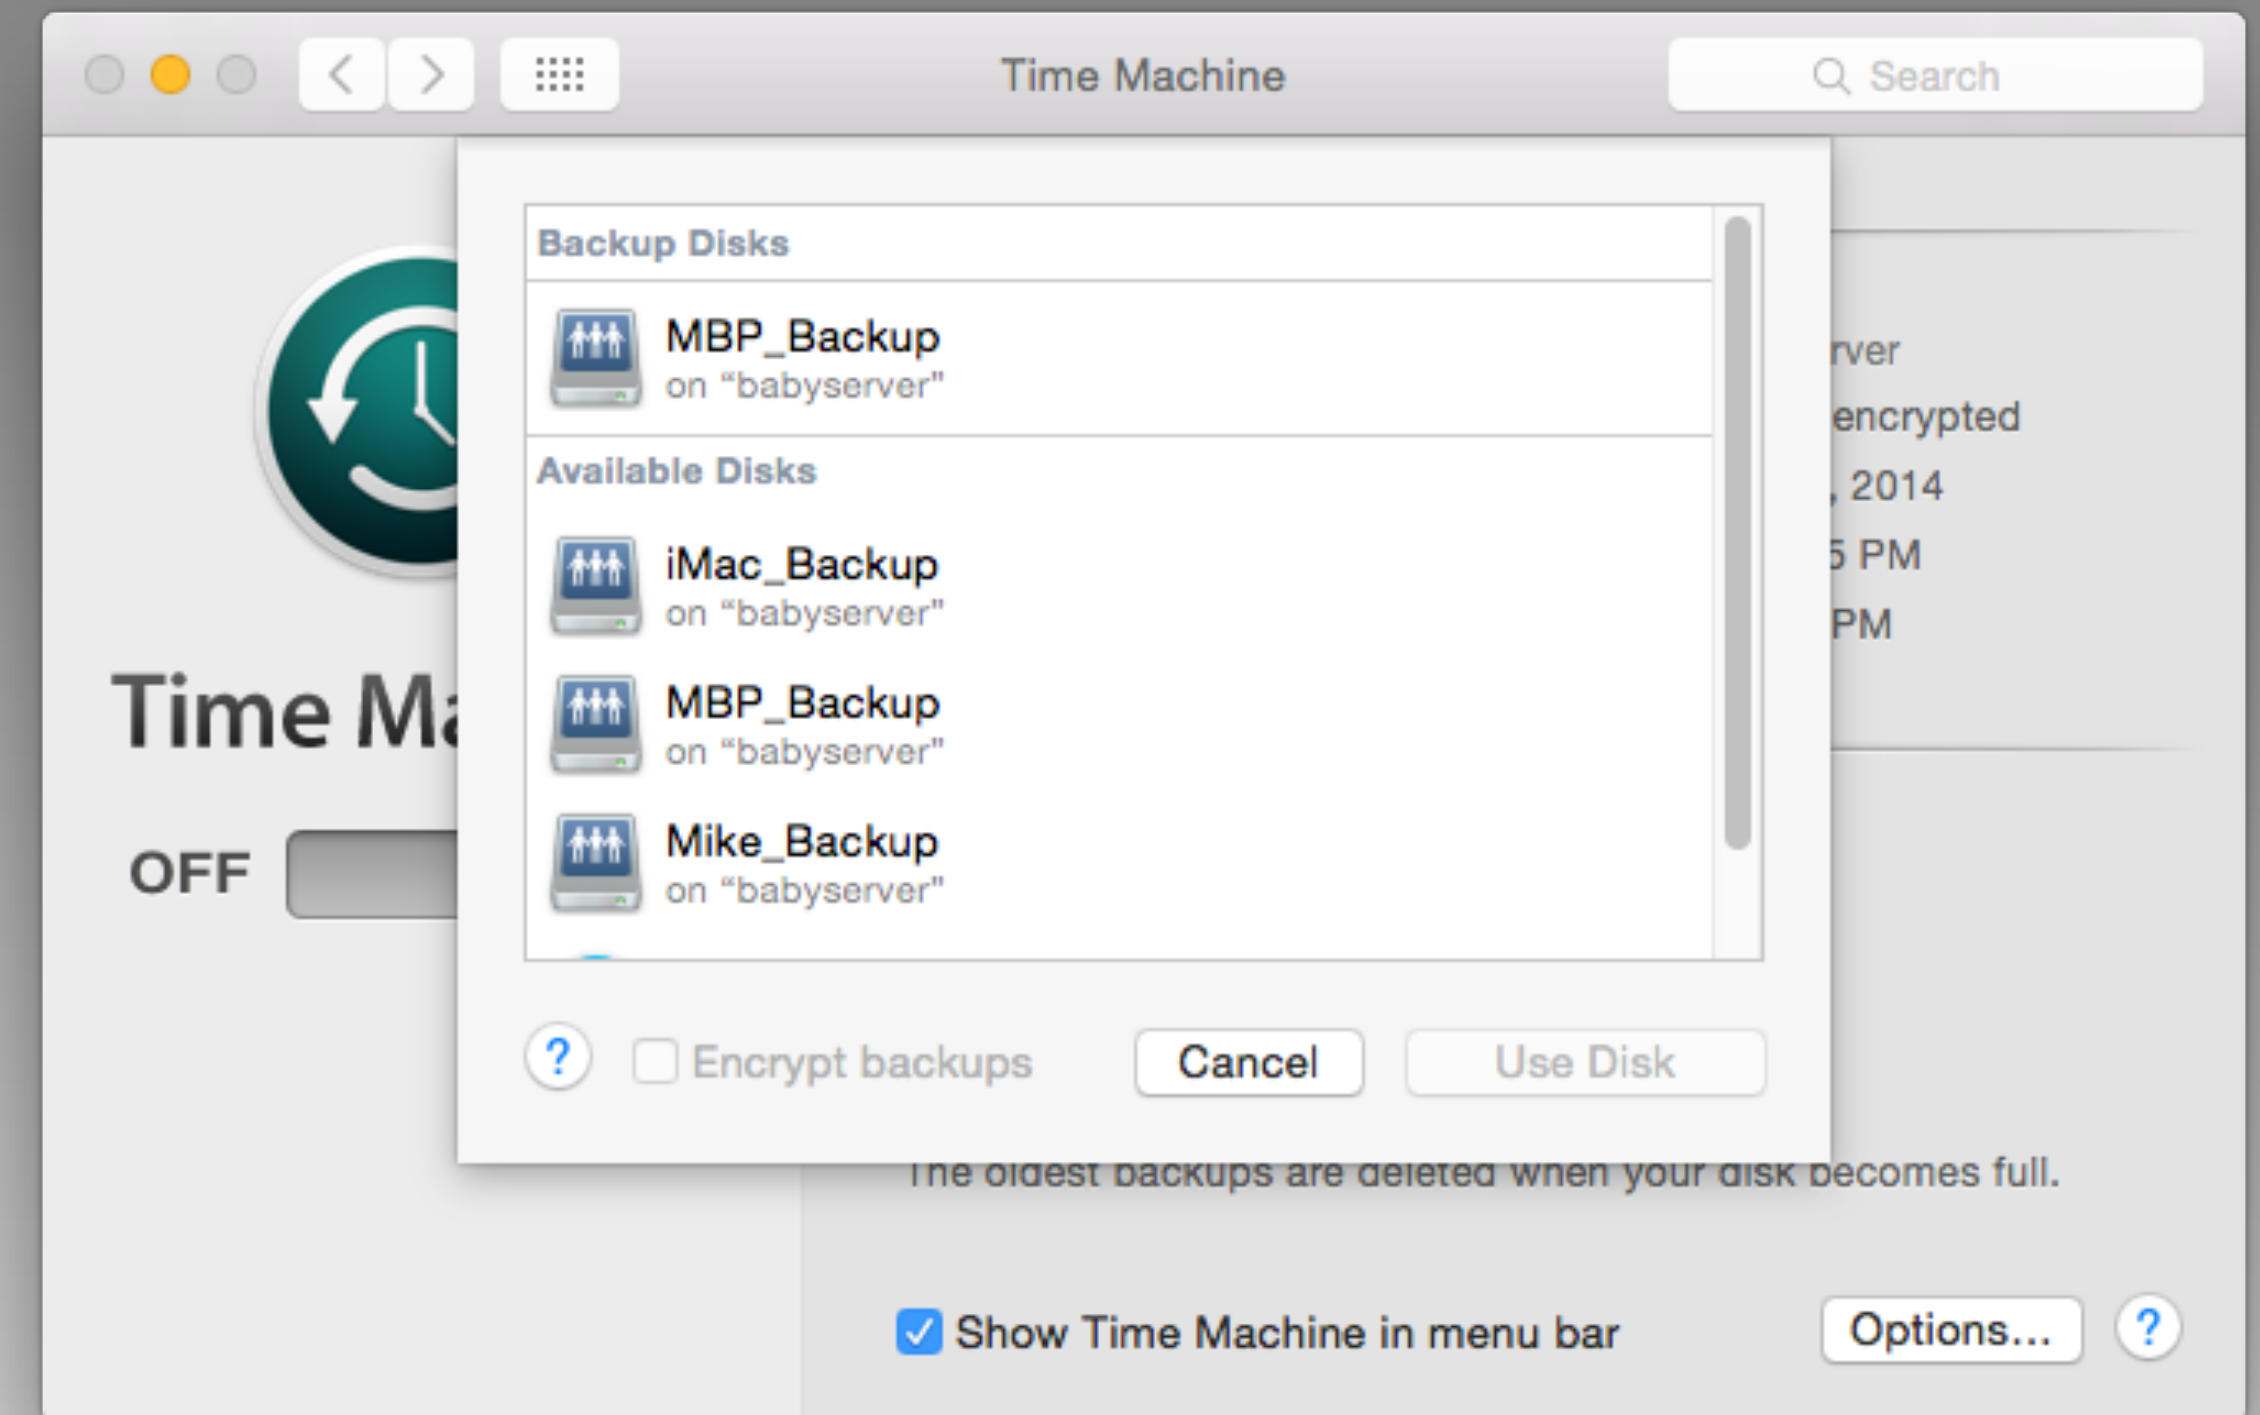 Time Machine
Search
Backup Disks
MBP_Backup
on “babyserver”
Available Disks
iMac_Backup
on “babyserver”
MBP_Backup
on “babyserver”
Mike_Backup
on “babyserver”
? Encrypt backups Cancel Use Disk
rver
encrypted
, 2014
5 PM
PM
Time Ma
OFF
The oldest backups are deleted when your disk becomes full.
Show Time Machine in menu bar
Options... ?